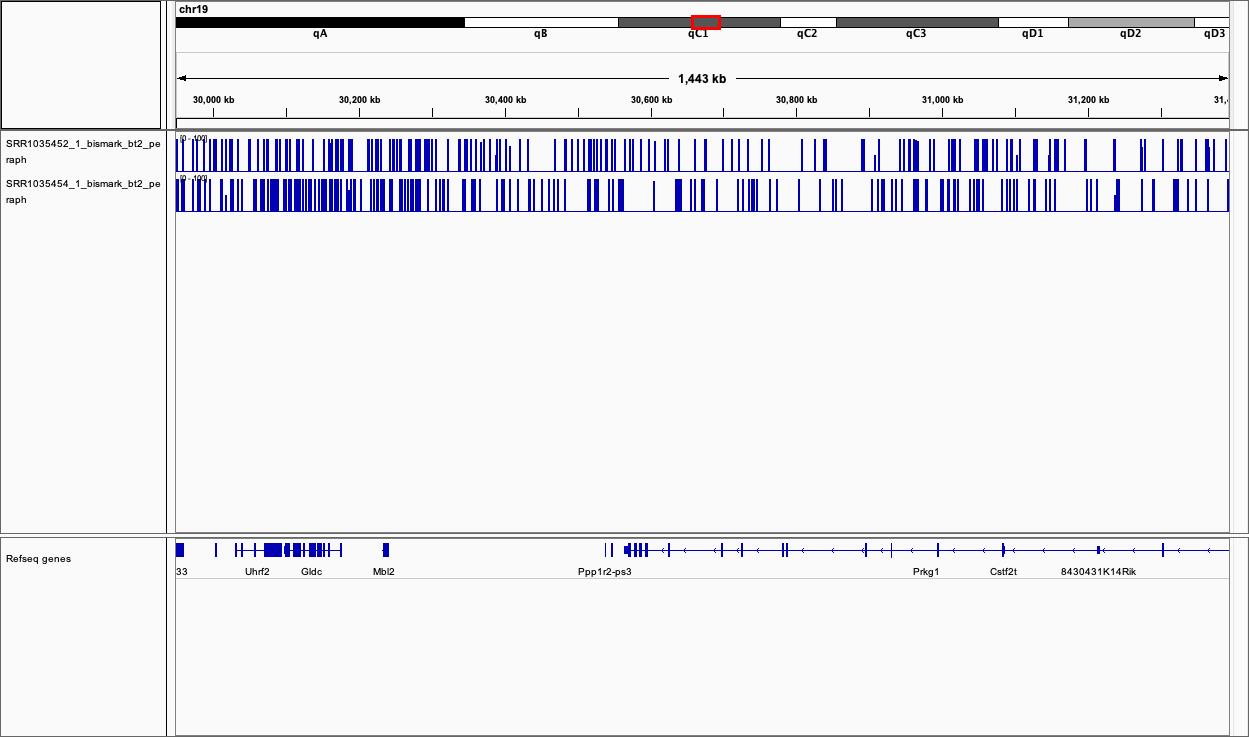 chr19
qA qB qC1 qC2 qC3 qD1 qD2 qD3
1,443 kb
30,000 kb 30,200 kb 30,400 kb 30,600 kb 30,800 kb 31,000 kb 31,200 kb 31,4
SRR1035452_1_bismark_bt2_pe
raph
[0 - 100]
SRR1035454_1_bismark_bt2_pe
raph
[0 - 100]
Refseq genes
33 Uhrf2 Gldc Mbl2 Ppp1r2-ps3 Prkg1 Cstf2t 8430431K14Rik